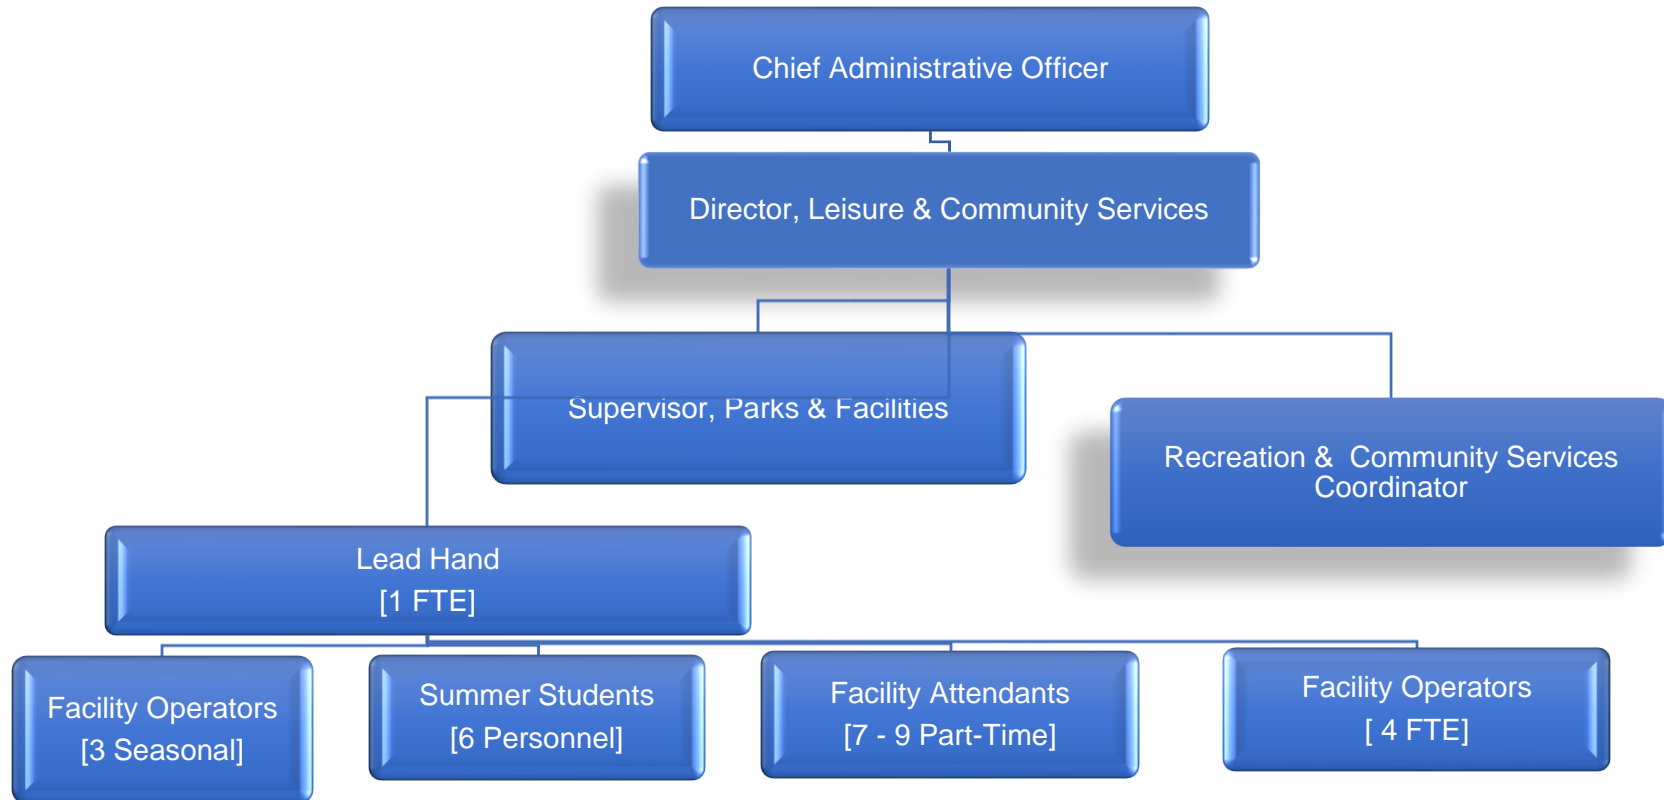 Chief Administrative Officer
Director, Leisure & Community Services
Supervisor, Parks & Facilities
Recreation &  Community Services
Coordinator
Lead Hand
[1 FTE]
Facility Operators
[3 Seasonal]
Summer Students
[6 Personnel]
Facility Attendants
[7 - 9 Part-Time]
Facility Operators
[ 4 FTE]